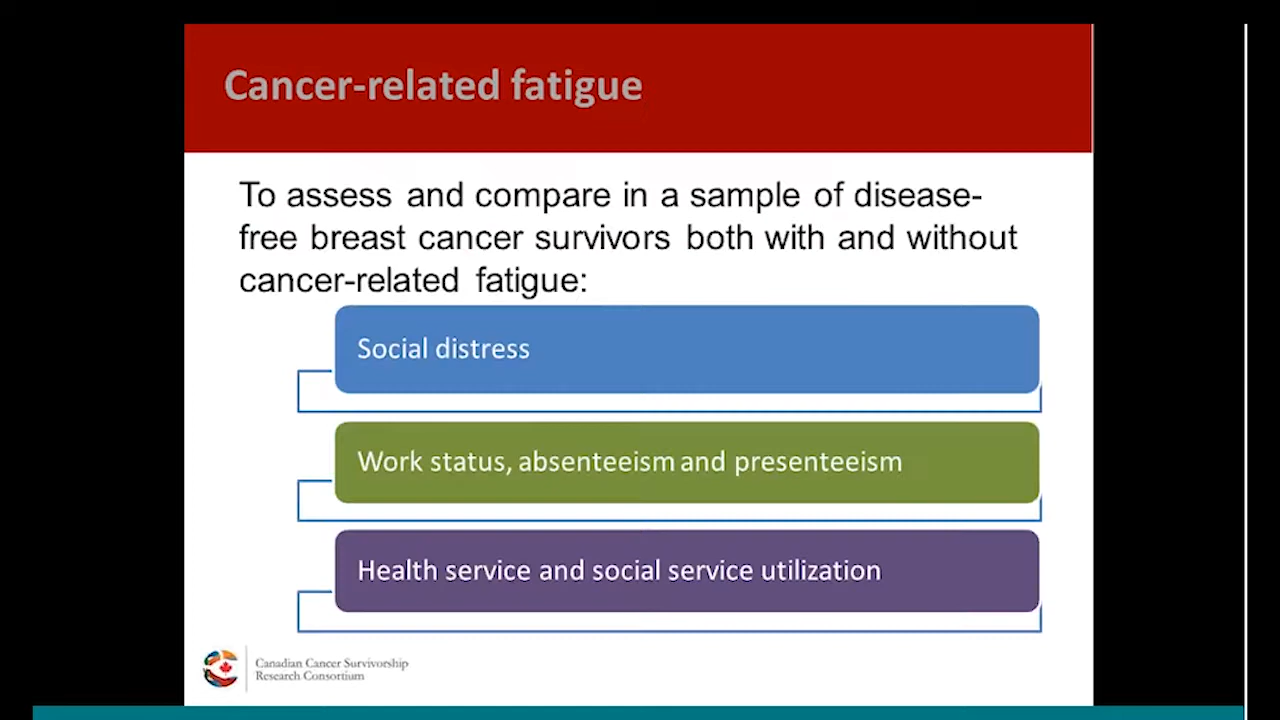 Cancer-related fatigue
To assess and compare in a sample of disease-
free breast cancer survivors both with and without
cancer-related fatigue:
Social distress
Work status, absenteeism and presenteeism
Health service and social service utilization
Canadian Cancer Survivorship
Research Consortium